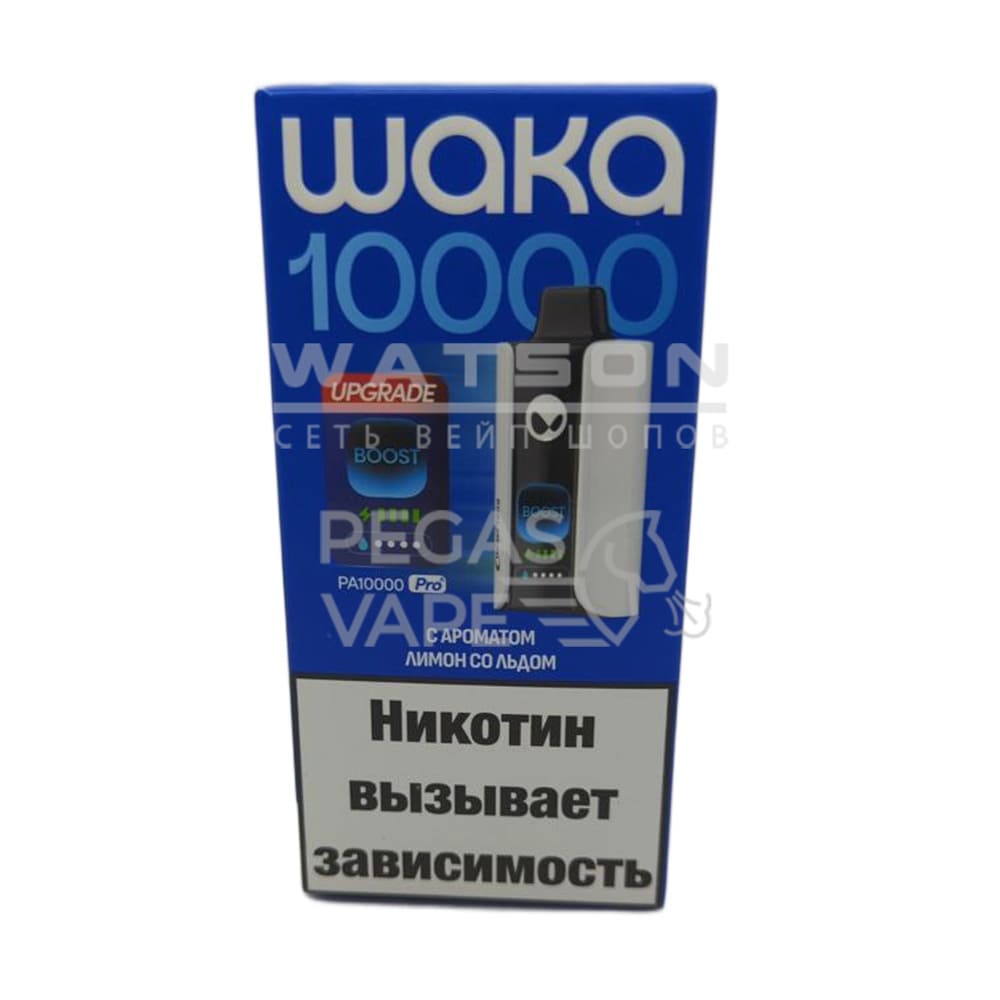 waka
10000
WATSON
СЕТЬ ВЕЙП ШОПОВ
UPGRADE
BOOST
BOOST
PEGAS
VAPE
PA10000 Pro
С АРОМАТОМ
ЛИМОН СО ЛЬДОМ
Никотин
вызывает
зависимость